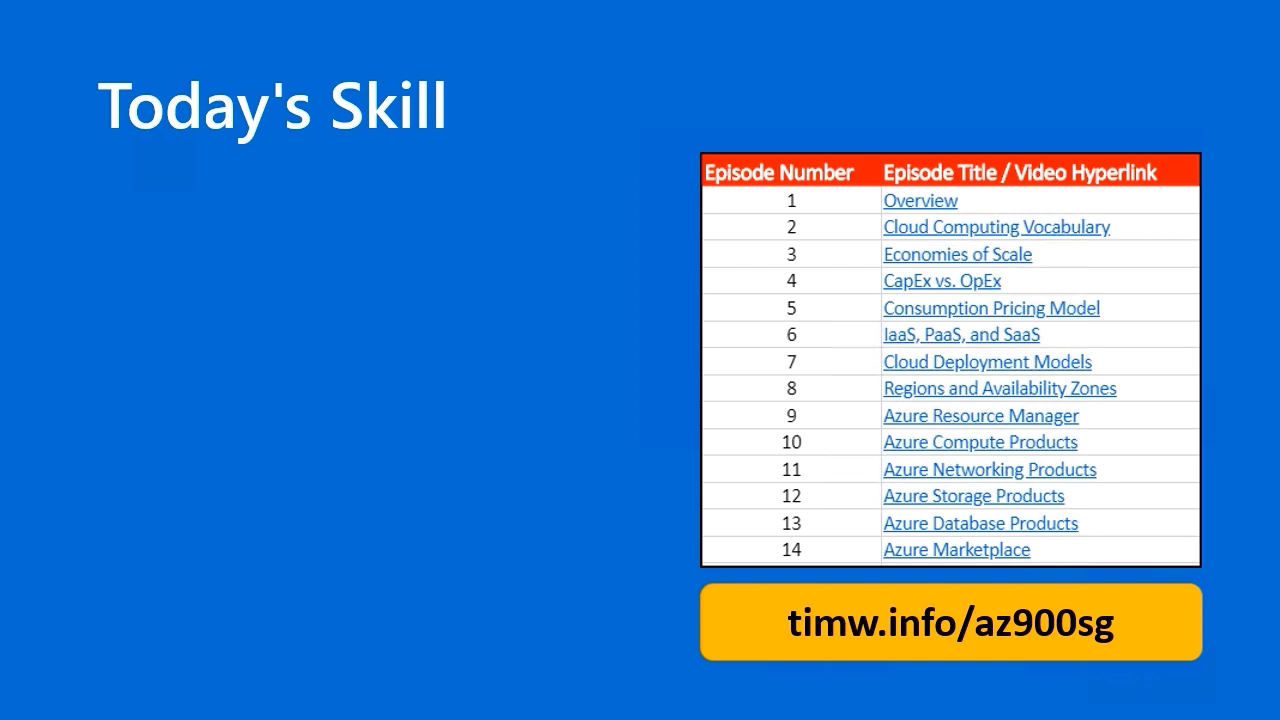 Today's Skill
Episode Number Episode Title / Video Hyperlink
1 Overview
2 Cloud Computing Vocabulary
3 Economies of Scale
4 CapEx vs. OpEx
5 Consumption Pricing Model
6 IaaS, PaaS, and SaaS
7 Cloud Deployment Models
8 Regions and Availability Zones
9 Azure Resource Manager
10 Azure Compute Products
11 Azure Networking Products
12 Azure Storage Products
13 Azure Database Products
14 Azure Marketplace
timw.info/az900sg